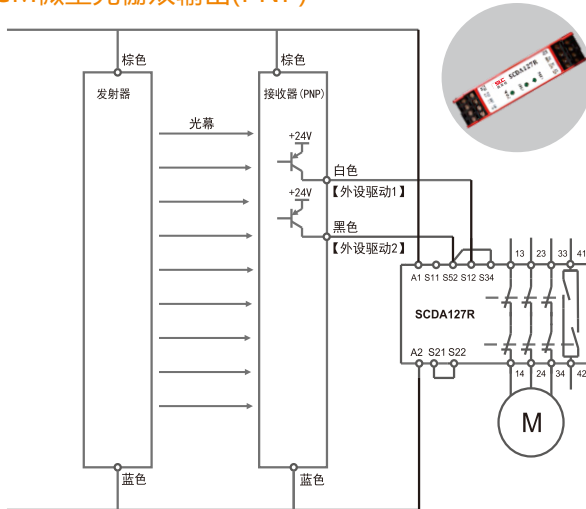 棕色
棕色
发射器
接收器(PNP)
光幕
+24V
白色
【外设驱动1】
+24V
黑色
【外设驱动2】
13 23 33 41
A1 S11 S52 S12 S34
SCDA127R
A2 S21 S22
14 24 34 42
M
蓝色
蓝色
SCDA127R